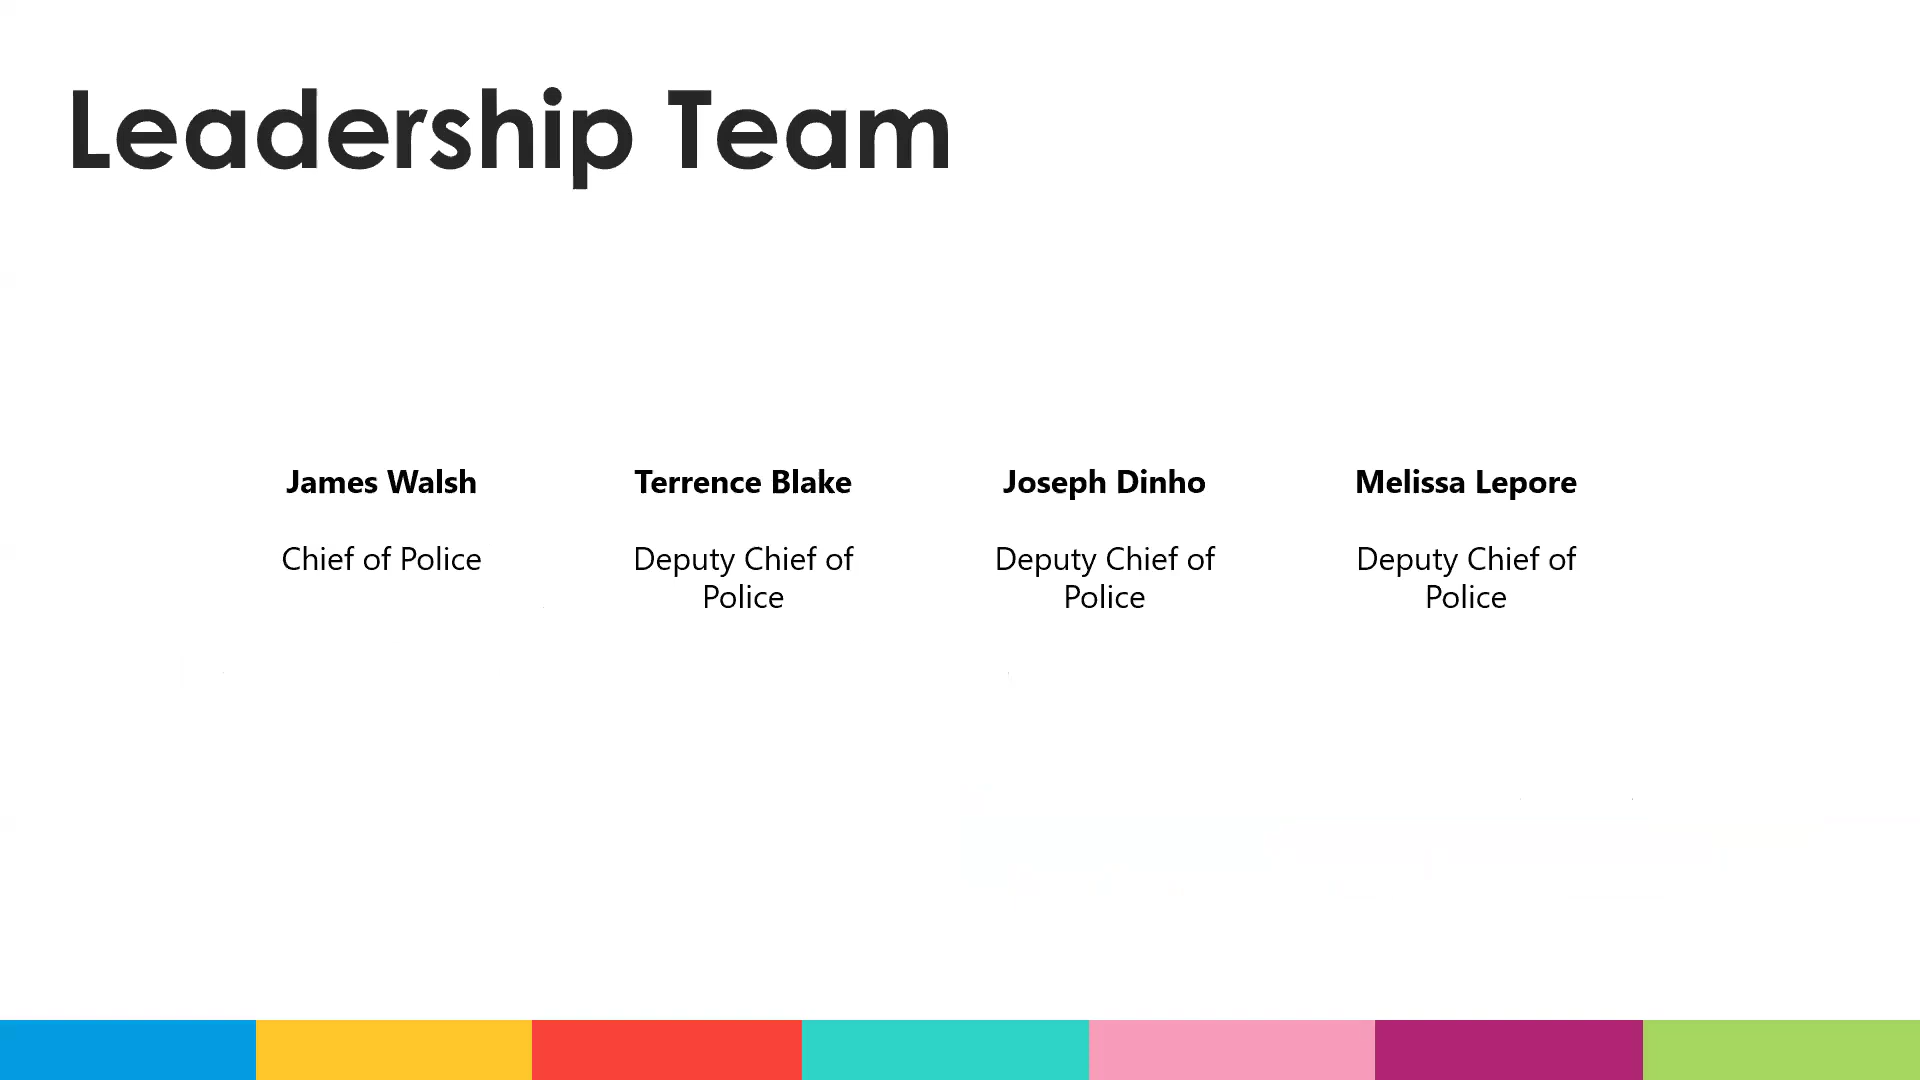 Leadership Team
James Walsh
Chief of Police
Terrence Blake
Deputy Chief of
Police
Joseph Dinho
Deputy Chief of
Police
Melissa Lepore
Deputy Chief of
Police